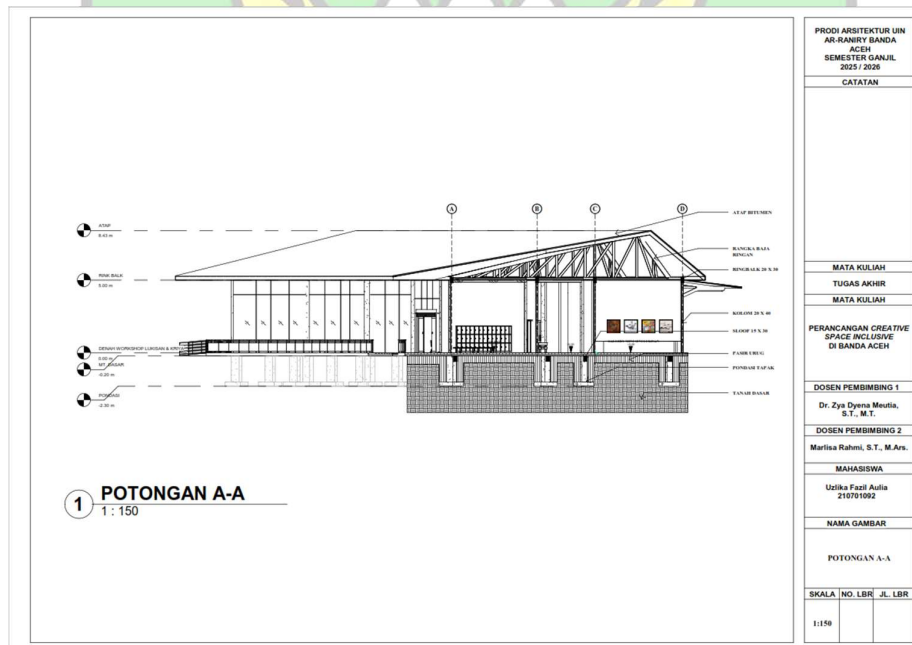 A
B
C
D
ATAP
RINK BALK
5.00 m
DENAH WORKSHOP LUKISAN & KRIYA
0.00 m
MT. DASAR
-0.20 m
PONDASI
-2.30 m
ATAP BITUMEN
RANGKA BAJA
RINGAN
RINGBALK 20 X 30
KOLOM 20 X 40
SLOOF 15 X 30
PASIR URUG
PONDASI TAPAK
TANAH DASAR
1
POTONGAN A-A
1 : 150
PRODI ARSITEKTUR UIN
AR-RANIRY BANDA
ACEH
SEMESTER GANJIL
2025 / 2026
CATATAN
MATA KULIAH
TUGAS AKHIR
MATA KULIAH
PERANCANGAN CREATIVE
SPACE INCLUSIVE
DI BANDA ACEH
DOSEN PEMBIMBING 1
Dr. Zya Dyena Meutia,
S.T., M.T.
DOSEN PEMBIMBING 2
Marlisa Rahmi, S.T., M.Ars.
MAHASISWA
Uzlika Fazil Aulia
210701092
NAMA GAMBAR
POTONGAN A-A
SKALA NO. LBR JL. LBR
1:150